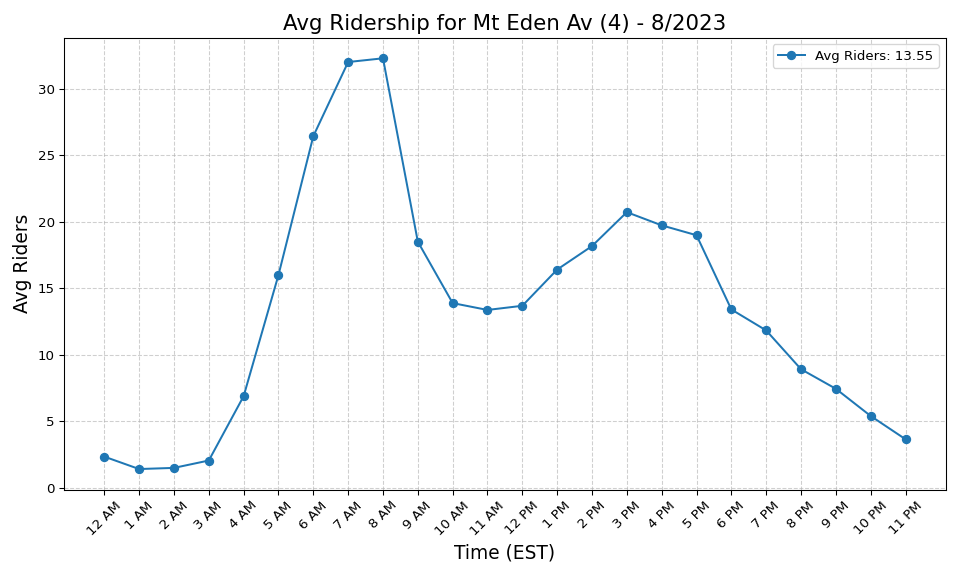 Avg Ridership for Mt Eden Av (4) - 8/2023
Avg Riders: 13.55
Avg Riders
30
25
20
15
10
5
0
12 AM
1 AM
2 AM
3 AM
4 AM
5 AM
6 AM
7 AM
8 AM
9 AM
10 AM
11 AM
12 PM
1 PM
2 PM
3 PM
4 PM
5 PM
6 PM
7 PM
8 PM
9 PM
10 PM
11 PM
Time (EST)